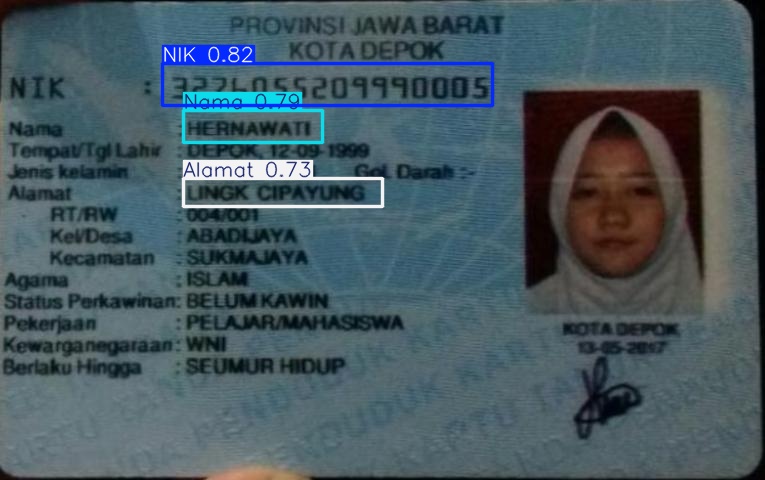 PROVINSI JAWA BARAT
KOTA DEPOK
NIK 0.82
NIK :
Nama 0.79
Nama : HERNAWATI
Tempat/Tgl Lahir : DEPOK 12-09-1999
Alamat 0.73
Jenis kelamin Gol. Darah :-
Alamat LINGK CIPAYUNG
RT/RW : 004/001
Kel/Desa : ABADIJAYA
Kecamatan : SUKMAJAYA
Agama : ISLAM
Status Perkawinan: BELUM KAWIN
Pekerjaan : PELAJAR/MAHASISWA
Kewarganegaraan: WNI
Berlaku Hingga : SEUMUR HIDUP
KOTA DEPOK
13-05-2017